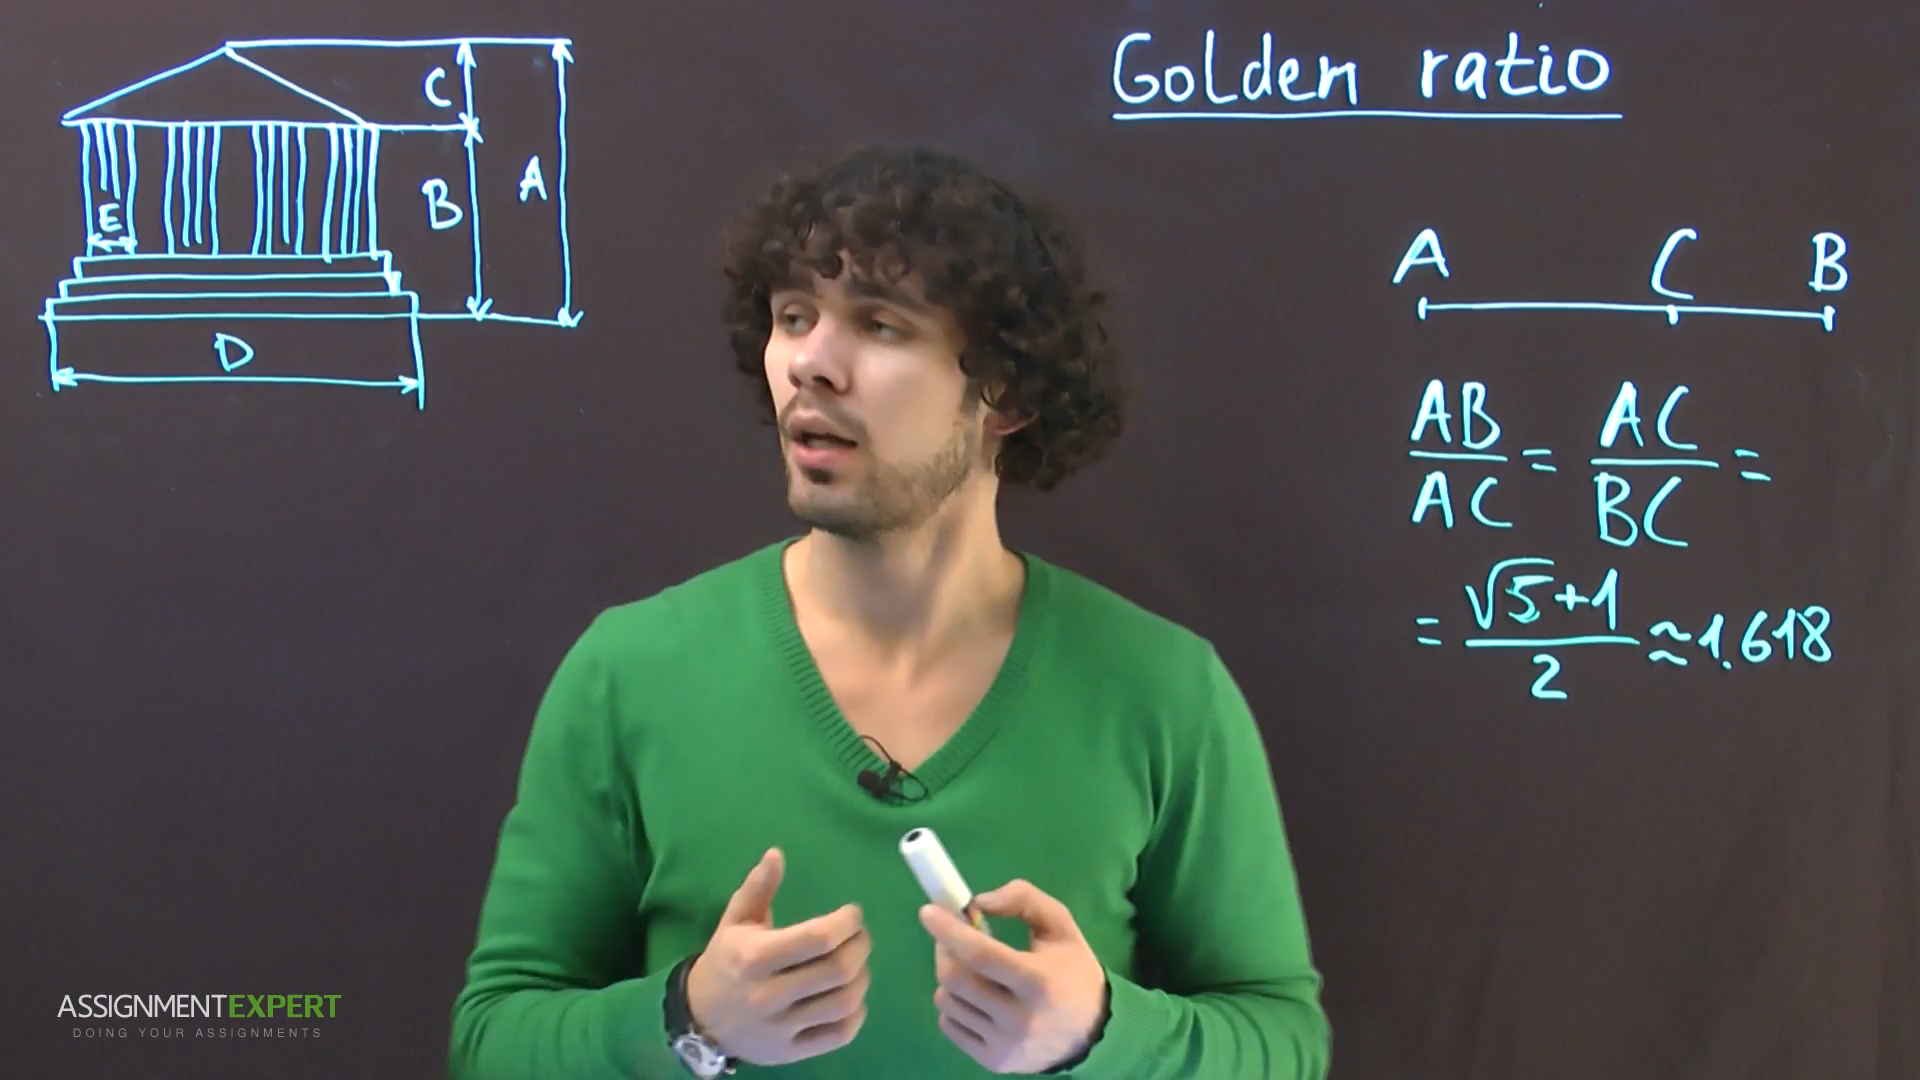 C
A
B
E
D
Golden ratio
A C B
AB/AC = AC/BC =
= √5+1/2 ≈ 1.618
ASSIGNMENTEXPERT
DOING YOUR ASSIGNMENTS